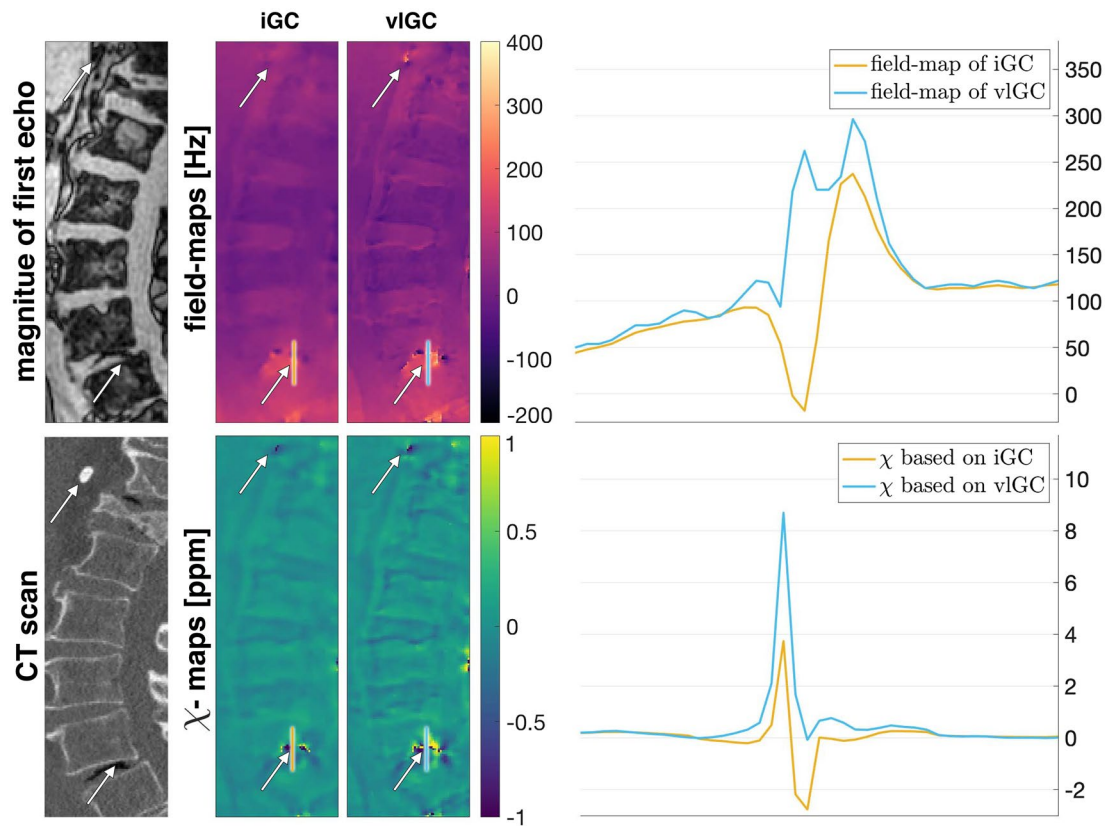 iGC
vlGC
magnitue of first echo
field-maps [Hz]
400
300
200
100
0
-100
-200
field-map of iGC
field-map of vlGC
350
300
250
200
150
100
50
0
CT scan
χ- maps [ppm]
1
0.5
0
-0.5
-1
χ based on iGC
χ based on vlGC
10
8
6
4
2
0
-2